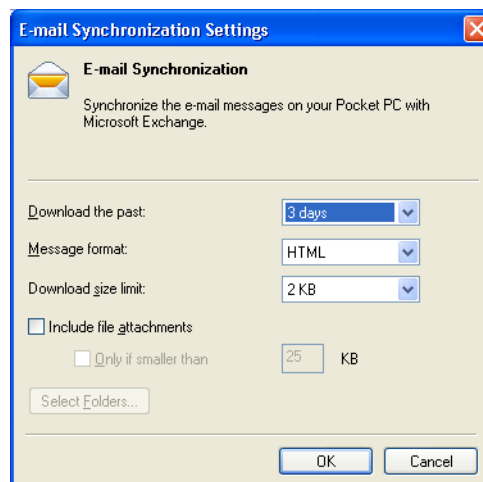 E-mail Synchronization Settings
E-mail Synchronization
Synchronize the e-mail messages on your Pocket PC with
Microsoft Exchange.
Download the past: 3 days
Message format: HTML
Download size limit: 2 KB
Include file attachments
Only if smaller than 25 KB
Select Folders...
OK Cancel